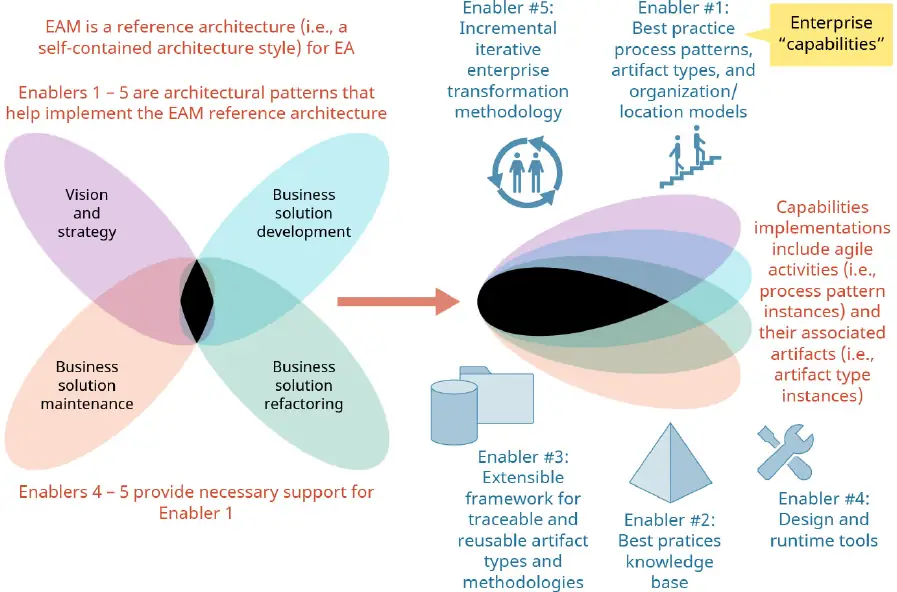 EAM is a reference architecture (i.e., a
self-contained architecture style) for EA
Enablers 1 – 5 are architectural patterns that
help implement the EAM reference architecture
Vision
and
strategy
Business
solution
development
Business
solution
maintenance
Business
solution
refactoring
Enablers 4 – 5 provide necessary support for
Enabler 1
Enabler #5:
Incremental
iterative
enterprise
transformation
methodology
Enabler #1:
Best practice
process patterns,
artifact types, and
organization/
location models
Enterprise
“capabilities”
Capabilities
implementations
include agile
activities (i.e.,
process pattern
instances) and
their associated
artifacts (i.e.,
artifact type
instances)
Enabler #3:
Extensible
framework for
traceable and
reusable artifact
types and
methodologies
Enabler #2:
Best pratices
knowledge
base
Enabler #4:
Design and
runtime tools